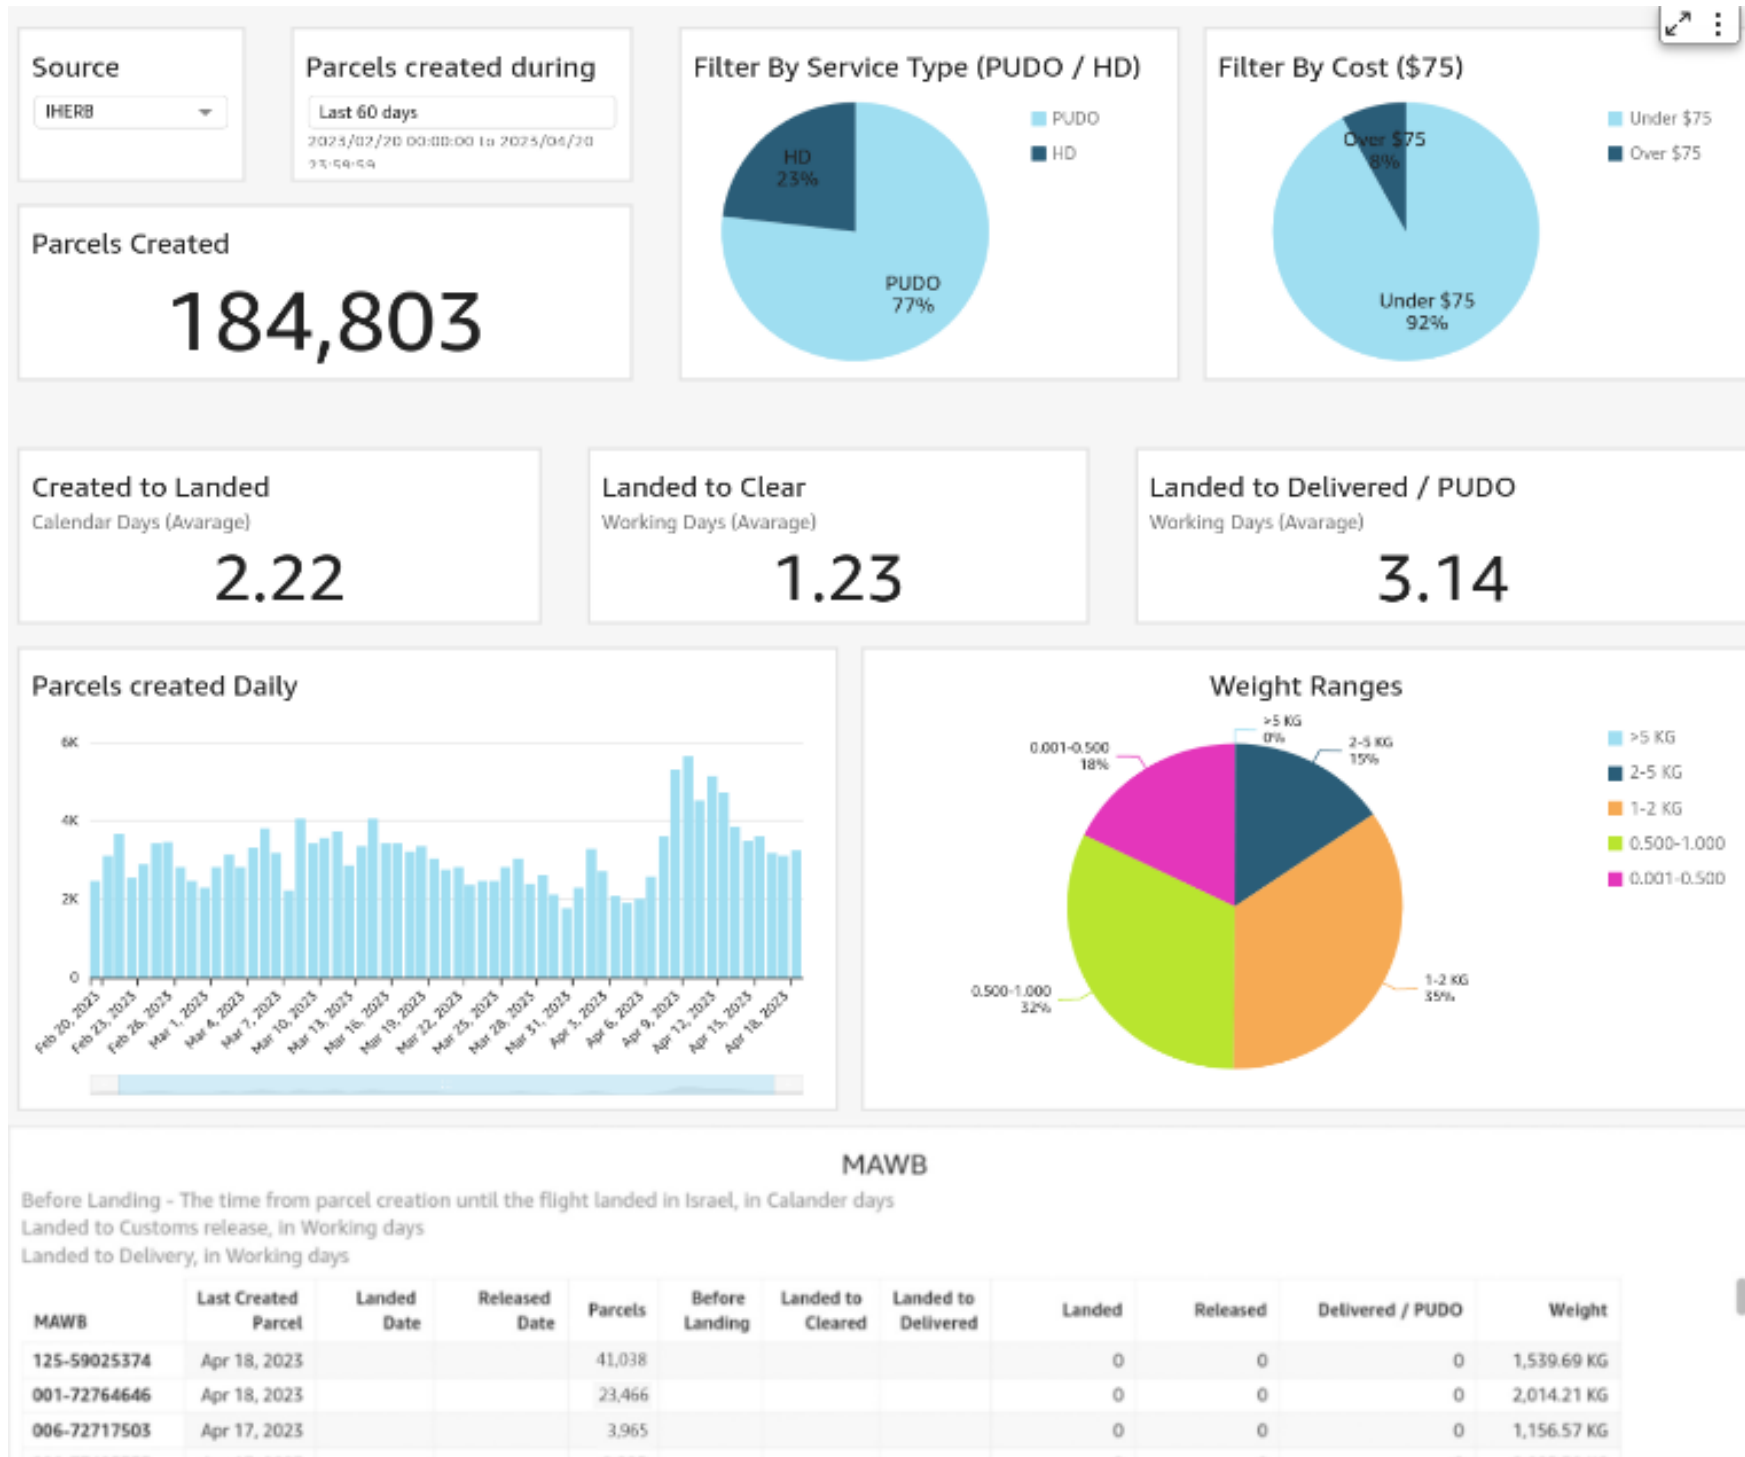 Source
IHERB
Parcels created during
Last 60 days
2023/02/20 00:00:00 to 2023/04/20
23:59:59
Parcels Created
184,803
Filter By Service Type (PUDO / HD)
HD
23%
PUDO
77%
PUDO
HD
Filter By Cost ($75)
Over $75
8%
Under $75
92%
Under $75
Over $75
Created to Landed
Calendar Days (Avarage)
2.22
Landed to Clear
Working Days (Avarage)
1.23
Landed to Delivered / PUDO
Working Days (Avarage)
3.14
Parcels created Daily
6K
4K
2K
0
Feb 20, 2023
Feb 23, 2023
Feb 26, 2023
Mar 1, 2023
Mar 4, 2023
Mar 7, 2023
Mar 10, 2023
Mar 13, 2023
Mar 16, 2023
Mar 19, 2023
Mar 22, 2023
Mar 25, 2023
Mar 28, 2023
Mar 31, 2023
Apr 3, 2023
Apr 6, 2023
Apr 9, 2023
Apr 12, 2023
Apr 15, 2023
Apr 18, 2023
Weight Ranges
>5 KG
0%
2-5 KG
15%
0.001-0.500
18%
0.500-1.000
32%
1-2 KG
35%
>5 KG
2-5 KG
1-2 KG
0.500-1.000
0.001-0.500
MAWB
Before Landing - The time from parcel creation until the flight landed in Israel, in Calander days
Landed to Customs release, in Working days
Landed to Delivery, in Working days
MAWB Last Created Parcel Landed Date Released Date Parcels Before Landing Landed to Cleared Landed to Delivered Landed Released Delivered / PUDO Weight
125-59025374 Apr 18, 2023 41,038 0 0 0 1,539.69 KG
001-72764646 Apr 18, 2023 23,466 0 0 0 2,014.21 KG
006-72717503 Apr 17, 2023 3,965 0 0 0 1,156.57 KG